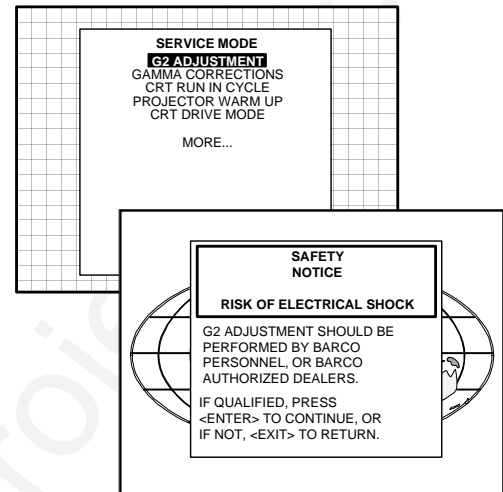 SERVICE MODE
G2 ADJUSTMENT
GAMMA CORRECTIONS
CRT RUN IN CYCLE
PROJECTOR WARM UP
CRT DRIVE MODE
MORE...
SAFETY
NOTICE
RISK OF ELECTRICAL SHOCK
G2 ADJUSTMENT SHOULD BE
PERFORMED BY BARCO
PERSONNEL, OR BARCO
AUTHORIZED DEALERS.
IF QUALIFIED, PRESS
<ENTER> TO CONTINUE, OR
IF NOT, <EXIT> TO RETURN.